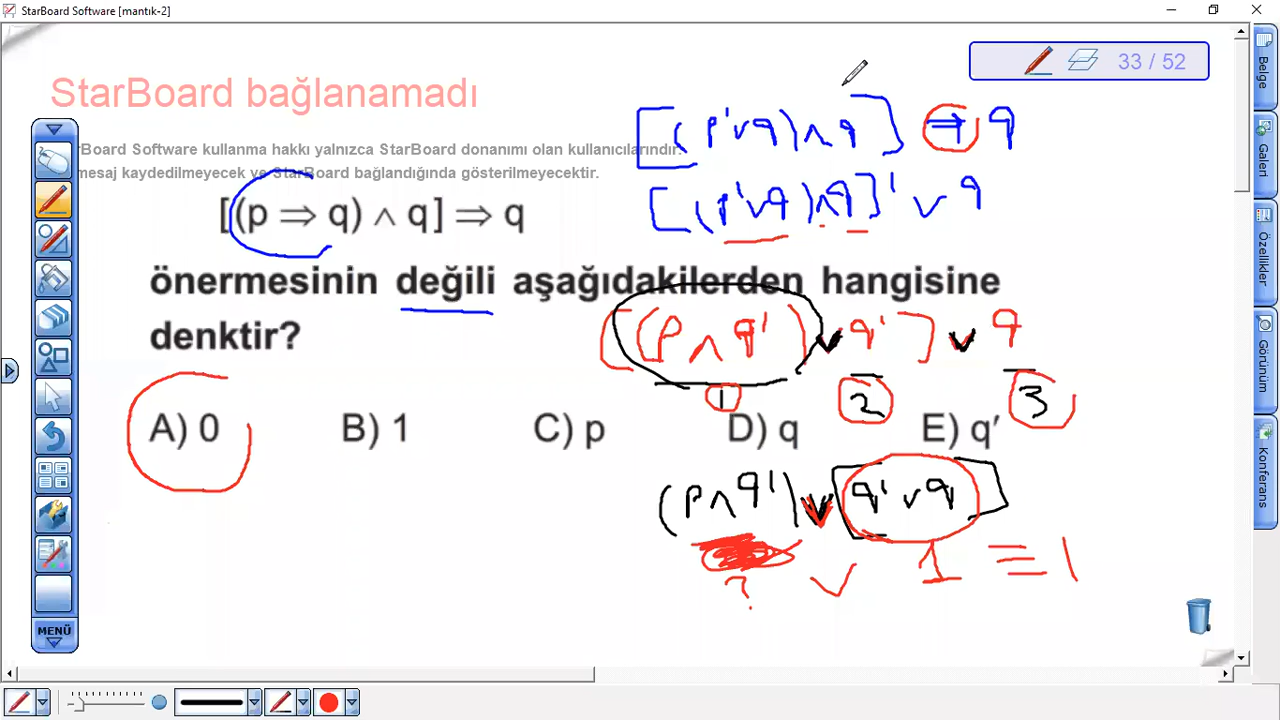 StarBoard Software [mantık-2]
StarBoard bağlanamadı
33 / 52
[(p'∨q)∧q] ⇒ q
Board Software kullanma hakkı yalnızca StarBoard donanımı olan kullanıcılarındır.
mesaj kaydedilmeyecek ve StarBoard bağlandığında gösterilmeyecektir.
[(p'∨q)∧q]' ∨ q
[(p ⇒ q) ∧ q] ⇒ q
önermesinin değili aşağıdakilerden hangisine
denktir?
[(p ∧ q') ∨ q'] ∨ q
1 2 3
A) 0 B) 1 C) p D) q E) q'
(p ∧ q') ∨ [q' ∨ q]
? ∨ 1 ≡ 1
MENÜ
Belge
Galeri
Özellikler
Görünüm
Konferans